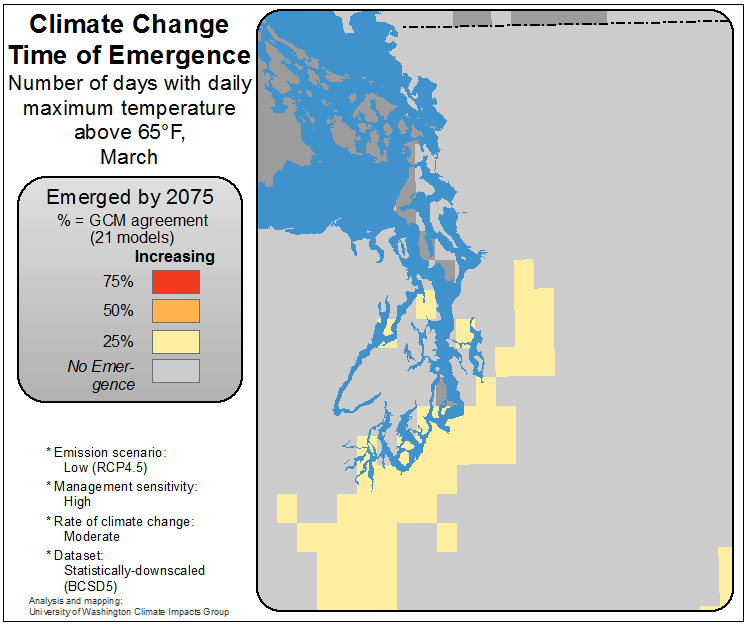 Climate Change
Time of Emergence
Number of days with daily
maximum temperature
above 65°F,
March
Emerged by 2075
% = GCM agreement
(21 models)
Increasing
75%
50%
25%
No Emer-
gence
* Emission scenario:
Low (RCP4.5)
* Management sensitivity:
High
* Rate of climate change:
Moderate
* Dataset:
Statistically-downscaled
(BCSD5)
Analysis and mapping:
University of Washington Climate Impacts Group